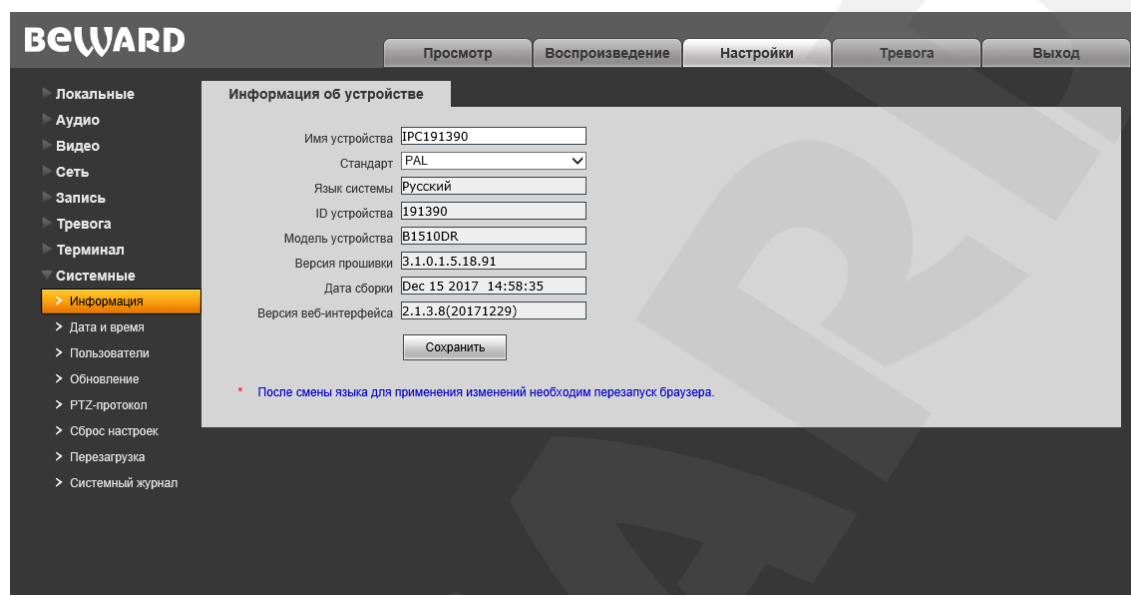 BEWARD
Просмотр
Воспроизведение
Настройки
Тревога
Выход
Локальные
Аудио
Видео
Сеть
Запись
Тревога
Терминал
Системные
Информация
Дата и время
Пользователи
Обновление
PTZ-протокол
Сброс настроек
Перезагрузка
Системный журнал
Информация об устройстве
Имя устройства IPC191390
Стандарт PAL
Язык системы Русский
ID устройства 191390
Модель устройства B1510DR
Версия прошивки 3.1.0.1.5.18.91
Дата сборки Dec 15 2017 14:58:35
Версия веб-интерфейса 2.1.3.8(20171229)
Сохранить
* После смены языка для применения изменений необходим перезапуск браузера.